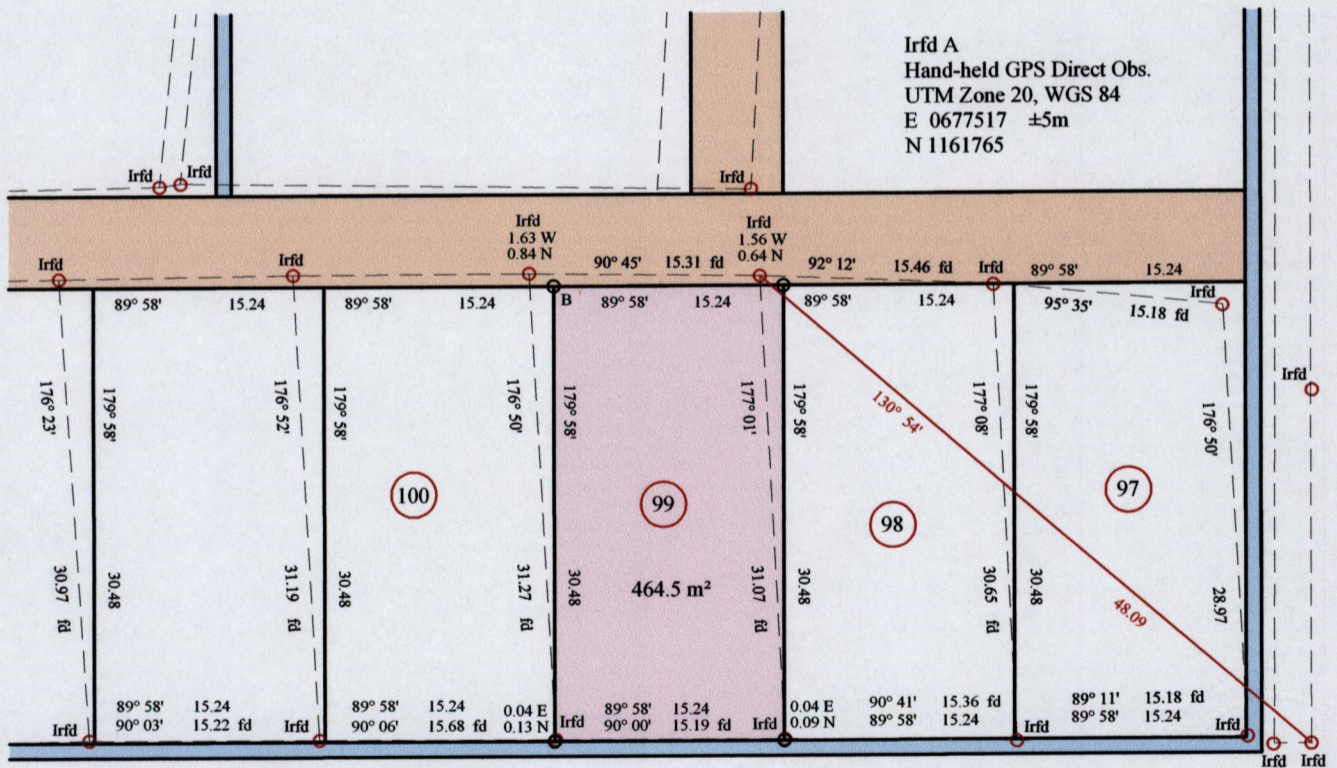 Irfd A
Hand-held GPS Direct Obs.
UTM Zone 20, WGS 84
E 0677517 ±5m
N 1161765
Irfd Irfd
Irfd
1.63 W
0.84 N
Irfd
1.56 W
0.64 N
Irfd
Irfd
90° 45' 15.31 fd
92° 12' 15.46 fd
Irfd
89° 58' 15.24
Irfd
95° 35' 15.18 fd
89° 58' 15.24
89° 58' 15.24
B
89° 58' 15.24
89° 58' 15.24
Irfd
176° 23'
179° 58'
176° 52'
179° 58'
176° 50'
179° 58'
177° 01'
179° 58'
130° 54'
177° 08'
179° 58'
176° 50'
100
99
98
97
464.5 m²
30.97 fd
30.48
31.19 fd
30.48
31.27 fd
30.48
31.07 fd
30.48
30.65 fd
30.48
48.09
28.97
89° 58' 15.24
90° 03' 15.22 fd
89° 58' 15.24
90° 06' 15.68 fd
0.04 E
0.13 N
89° 58' 15.24
90° 00' 15.19 fd
0.04 E
0.09 N
90° 41' 15.36 fd
89° 58' 15.24
89° 11' 15.18 fd
89° 58' 15.24
Irfd
Irfd
Irfd
Irfd
Irfd
Irfd
Irfd Irfd